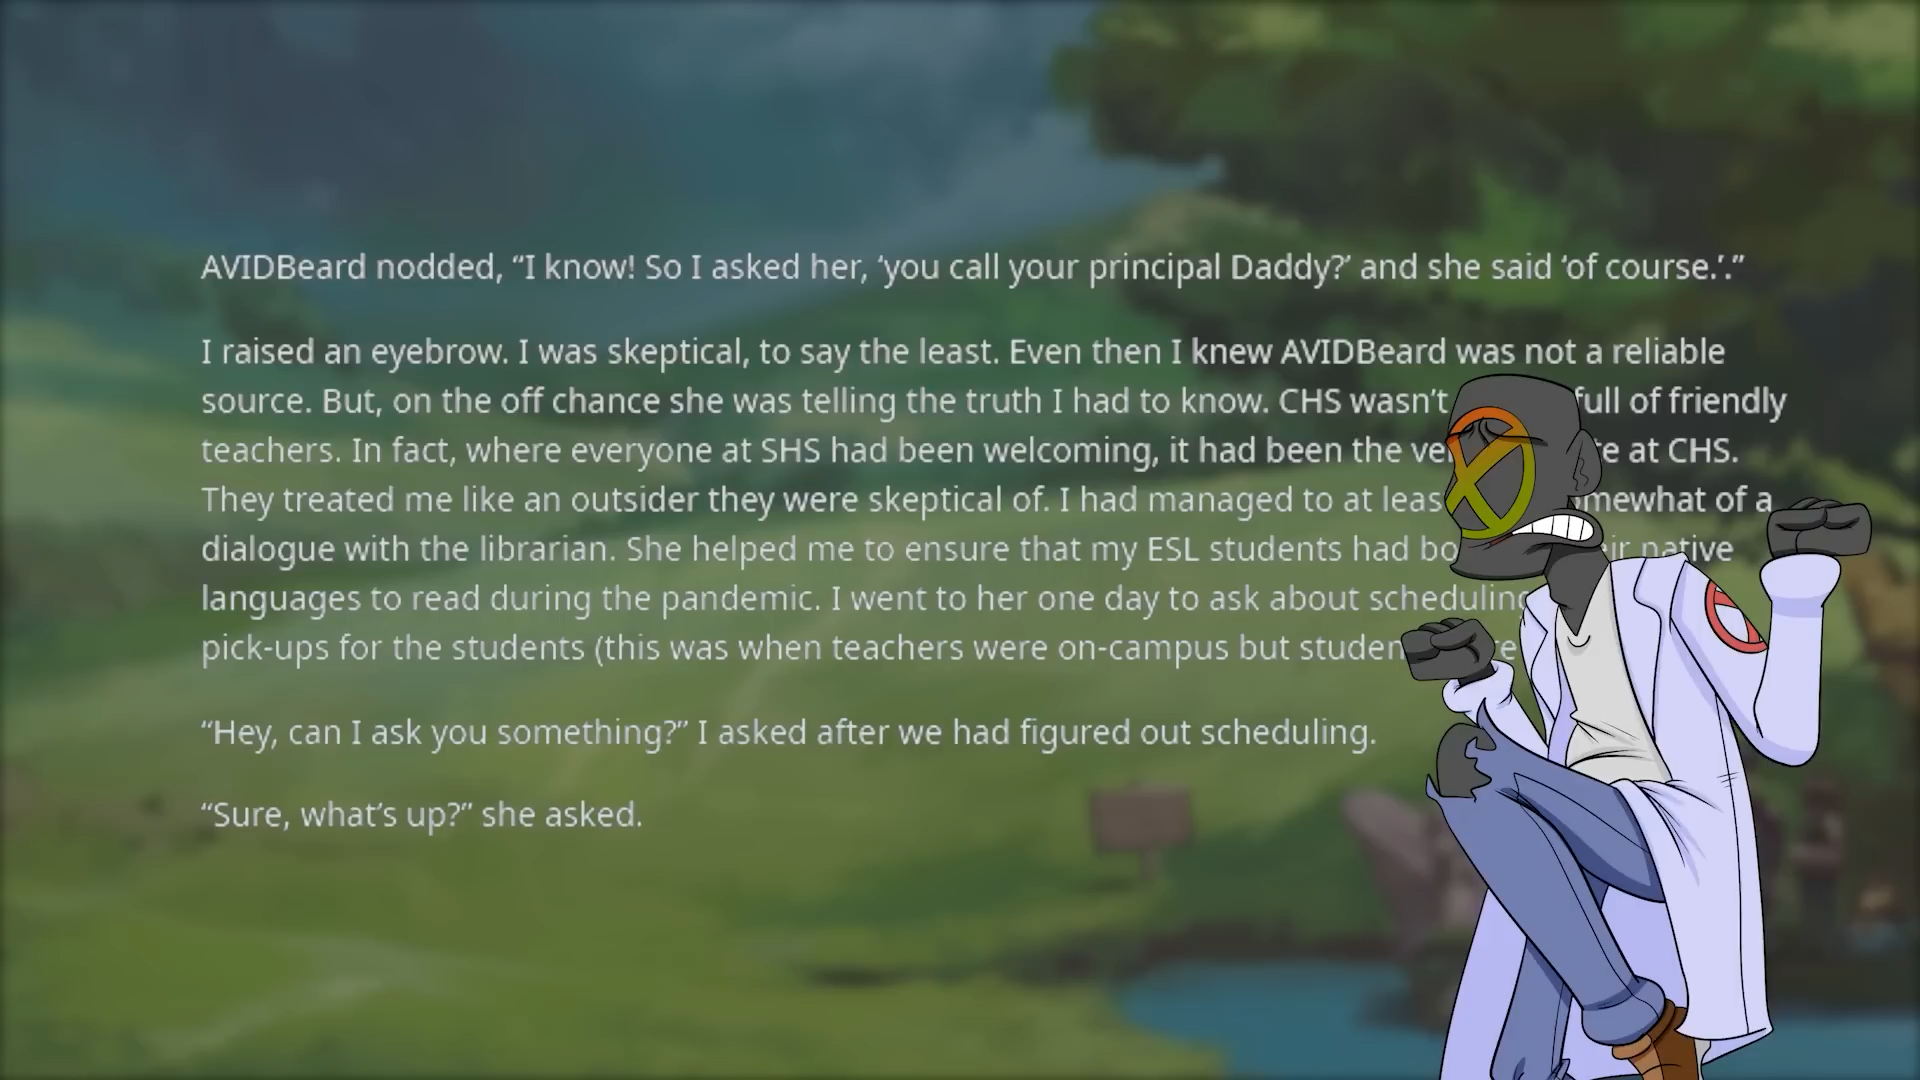 AVIDBeard nodded, “I know! So I asked her, ‘you call your principal Daddy?’ and she said ‘of course.’.”
I raised an eyebrow. I was skeptical, to say the least. Even then I knew AVIDBeard was not a reliable
source. But, on the off chance she was telling the truth I had to know. CHS wasn’t full of friendly
teachers. In fact, where everyone at SHS had been welcoming, it had been the at CHS.
They treated me like an outsider they were skeptical of. I had managed to at of a
dialogue with the librarian. She helped me to ensure that my ESL students had native
languages to read during the pandemic. I went to her one day to ask about scheduling
pick-ups for the students (this was when teachers were on-campus but
“Hey, can I ask you something?” I asked after we had figured out scheduling.
“Sure, what’s up?” she asked.